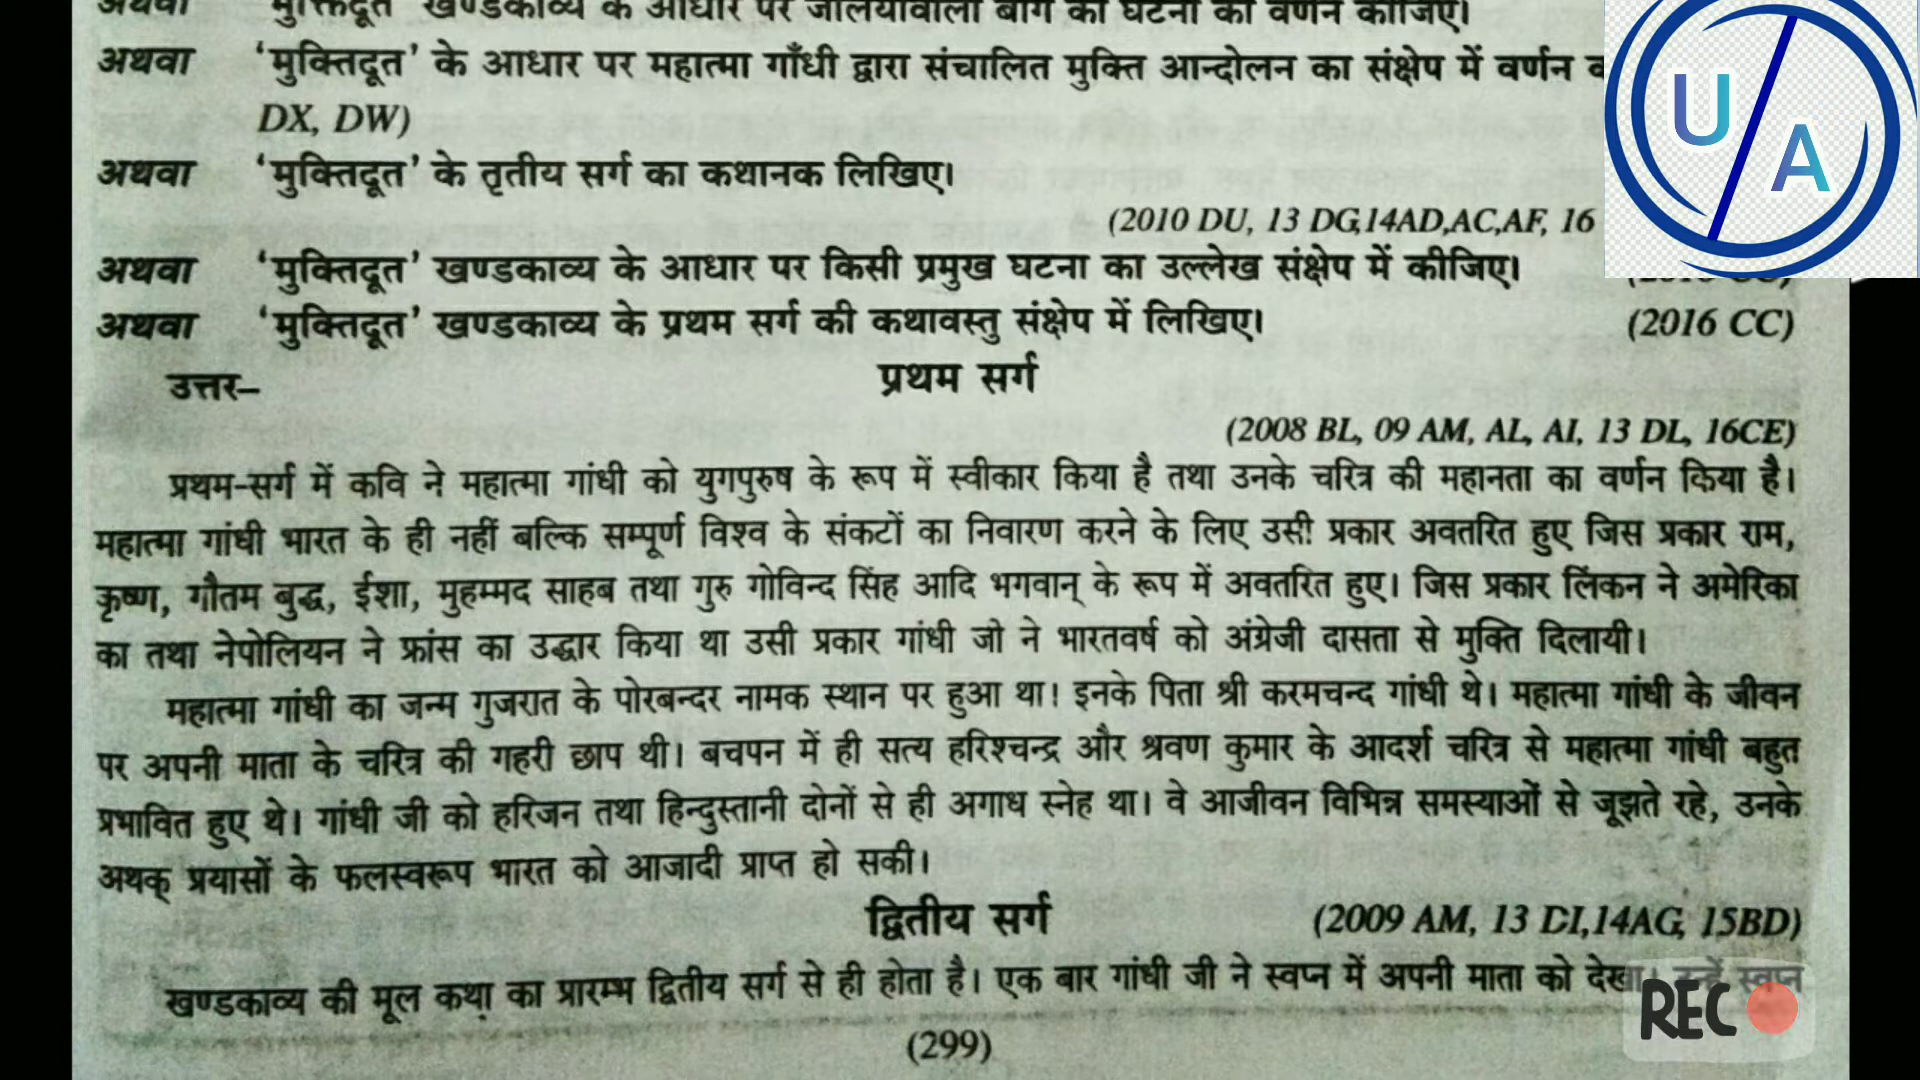 अथवा 'मुक्तिदूत' खण्डकाव्य के आधार पर जलियाँवाला बाग की घटना का वर्णन कीजिए।
अथवा 'मुक्तिदूत' के आधार पर महात्मा गाँधी द्वारा संचालित मुक्ति आन्दोलन का संक्षेप में वर्णन
DX, DW)
अथवा 'मुक्तिदूत' के तृतीय सर्ग का कथानक लिखिए।
(2010 DU, 13 DG,14AD,AC,AF, 16
अथवा 'मुक्तिदूत' खण्डकाव्य के आधार पर किसी प्रमुख घटना का उल्लेख संक्षेप में कीजिए।
अथवा 'मुक्तिदूत' खण्डकाव्य के प्रथम सर्ग की कथावस्तु संक्षेप में लिखिए। (2016 CC)
उत्तर– प्रथम सर्ग
(2008 BL, 09 AM, AL, AI, 13 DL, 16CE)
प्रथम-सर्ग में कवि ने महात्मा गांधी को युगपुरुष के रूप में स्वीकार किया है तथा उनके चरित्र की महानता का वर्णन किया है।
महात्मा गांधी भारत के ही नहीं बल्कि सम्पूर्ण विश्व के संकटों का निवारण करने के लिए उसी प्रकार अवतरित हुए जिस प्रकार राम,
कृष्ण, गौतम बुद्ध, ईशा, मुहम्मद साहब तथा गुरु गोविन्द सिंह आदि भगवान् के रूप में अवतरित हुए। जिस प्रकार लिंकन ने अमेरिका
का तथा नेपोलियन ने फ्रांस का उद्धार किया था उसी प्रकार गांधी जी ने भारतवर्ष को अंग्रेजी दासता से मुक्ति दिलायी।
महात्मा गांधी का जन्म गुजरात के पोरबन्दर नामक स्थान पर हुआ था! इनके पिता श्री करमचन्द गांधी थे। महात्मा गांधी के जीवन
पर अपनी माता के चरित्र की गहरी छाप थी। बचपन में ही सत्य हरिश्चन्द्र और श्रवण कुमार के आदर्श चरित्र से महात्मा गांधी बहुत
प्रभावित हुए थे। गांधी जी को हरिजन तथा हिन्दुस्तानी दोनों से ही अगाध स्नेह था। वे आजीवन विभिन्न समस्याओं से जूझते रहे, उनके
अथक् प्रयासों के फलस्वरूप भारत को आजादी प्राप्त हो सकी।
द्वितीय सर्ग (2009 AM, 13 DI,14AG, 15BD)
खण्डकाव्य की मूल कथा का प्रारम्भ द्वितीय सर्ग से ही होता है। एक बार गांधी जी ने स्वप्न में अपनी माता को देखा। उन्हें स्वप्न
(299)
U/A
REC